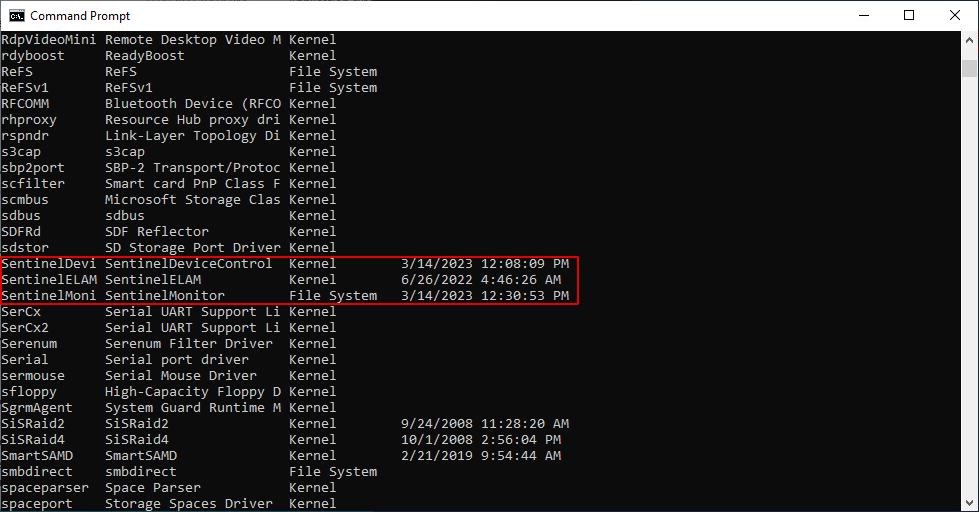 Command Prompt
RdpVideoMini Remote Desktop Video M Kernel
rdyboost ReadyBoost Kernel
ReFS ReFS File System
ReFSv1 ReFSv1 File System
RFCOMM Bluetooth Device (RFCO Kernel
rhproxy Resource Hub proxy dri Kernel
rspndr Link-Layer Topology Di Kernel
s3cap s3cap Kernel
sbp2port SBP-2 Transport/Protoc Kernel
scfilter Smart card PnP Class F Kernel
scmbus Microsoft Storage Clas Kernel
sdbus sdbus Kernel
SDFRd SDF Reflector Kernel
sdstor SD Storage Port Driver Kernel
SentinelDevi SentinelDeviceControl Kernel 3/14/2023 12:08:09 PM
SentinelELAM SentinelELAM Kernel 6/26/2022 4:46:26 AM
SentinelMoni SentinelMonitor File System 3/14/2023 12:30:53 PM
SerCx Serial UART Support Li Kernel
SerCx2 Serial UART Support Li Kernel
Serenum Serenum Filter Driver Kernel
Serial Serial port driver Kernel
sermouse Serial Mouse Driver Kernel
sfloppy High-Capacity Floppy D Kernel
SgrmAgent System Guard Runtime M Kernel
SiSRaid2 SiSRaid2 Kernel 9/24/2008 11:28:20 AM
SiSRaid4 SiSRaid4 Kernel 10/1/2008 2:56:04 PM
SmartSAMD SmartSAMD Kernel 2/21/2019 9:54:44 AM
smbdirect smbdirect File System
spaceparser Space Parser Kernel
spaceport Storage Spaces Driver Kernel